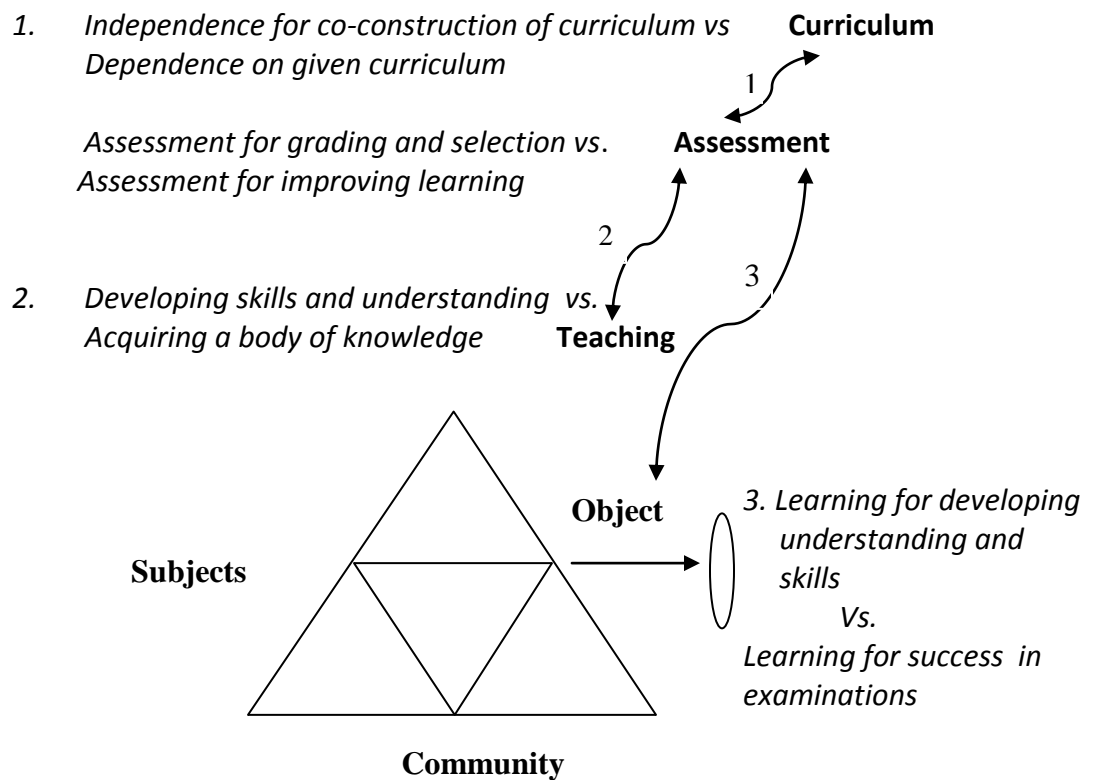 1. Independence for co-construction of curriculum vs Curriculum
Dependence on given curriculum
1
Assessment for grading and selection vs. Assessment
Assessment for improving learning
2
3
2. Developing skills and understanding vs.
Acquiring a body of knowledge Teaching
Object
3. Learning for developing
understanding and
skills
Subjects
Vs.
Learning for success in
examinations
Community